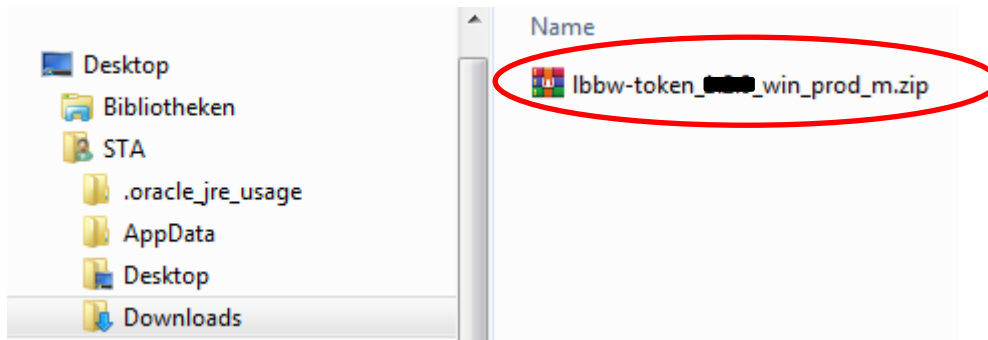 Desktop
Bibliotheken
STA
.oracle_jre_usage
AppData
Desktop
Downloads
Name
lbbw-token_ _win_prod_m.zip